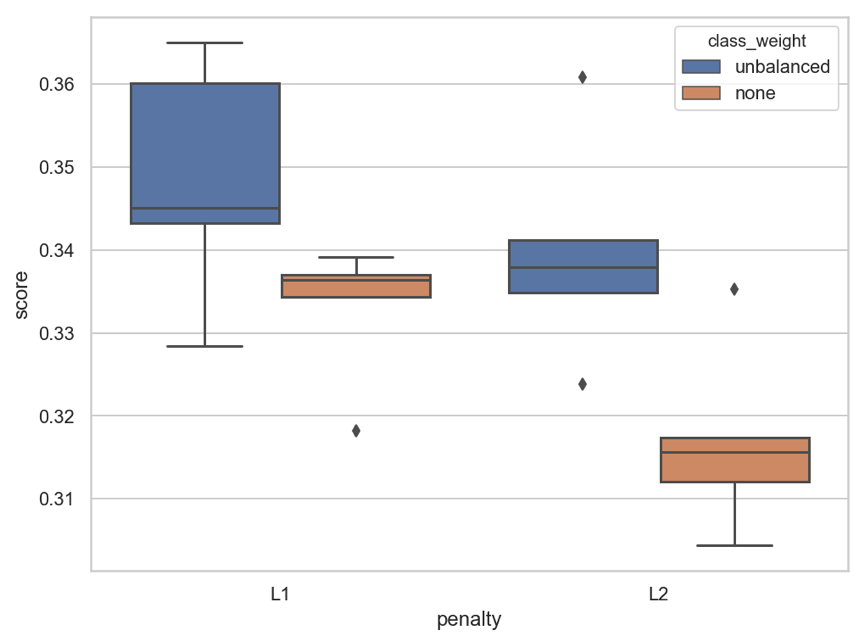 class_weight
unbalanced
none
0.36
0.35
0.34
0.33
0.32
0.31
score
L1
L2
penalty